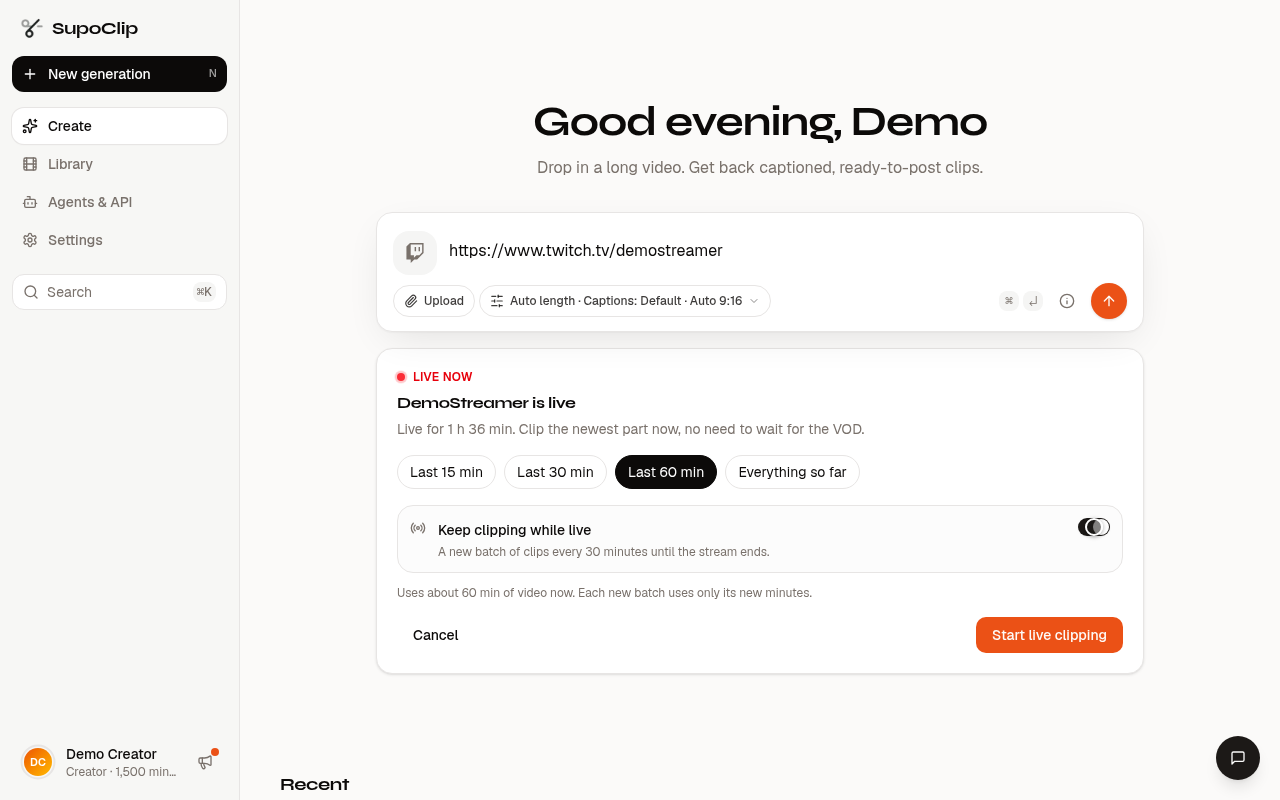 SupoClip
New generation N
Create
Library
Agents & API
Settings
Search ⌘K
Demo Creator
Creator · 1,500 min…
DC
Good evening, Demo
Drop in a long video. Get back captioned, ready-to-post clips.
https://www.twitch.tv/demostreamer
Upload Auto length · Captions: Default · Auto 9:16 ⌘ ↵
LIVE NOW
DemoStreamer is live
Live for 1 h 36 min. Clip the newest part now, no need to wait for the VOD.
Last 15 min Last 30 min Last 60 min Everything so far
Keep clipping while live
A new batch of clips every 30 minutes until the stream ends.
Uses about 60 min of video now. Each new batch uses only its new minutes.
Cancel Start live clipping
Recent